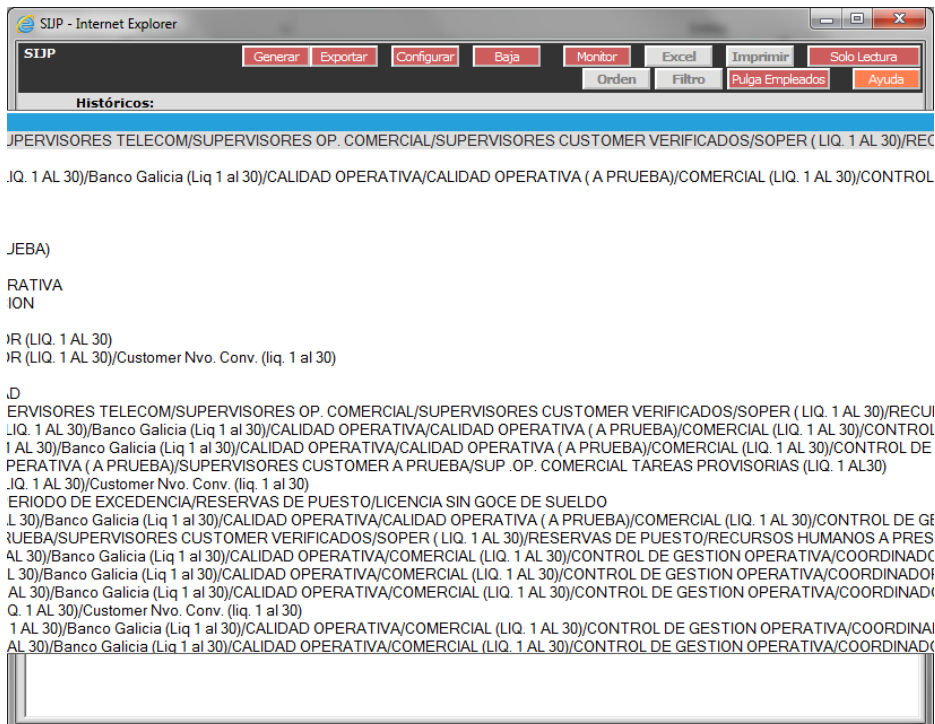 SIJP - Internet Explorer
SIJP Generar Exportar Configurar Baja Monitor Excel Imprimir Solo Lectura
Orden Filtro Pulga Empleados Ayuda
Históricos:
UPERVISORES TELECOM/SUPERVISORES OP. COMERCIAL/SUPERVISORES CUSTOMER VERIFICADOS/SOPER ( LIQ. 1 AL 30)/REC
IQ. 1 AL 30)/Banco Galicia (Liq 1 al 30)/CALIDAD OPERATIVA/CALIDAD OPERATIVA ( A PRUEBA)/COMERCIAL (LIQ. 1 AL 30)/CONTROL
UEBA)
RATIVA
ION
OR (LIQ. 1 AL 30)
OR (LIQ. 1 AL 30)/Customer Nvo. Conv. (liq. 1 al 30)
AD
ERVISORES TELECOM/SUPERVISORES OP. COMERCIAL/SUPERVISORES CUSTOMER VERIFICADOS/SOPER ( LIQ. 1 AL 30)/RECU
LIQ. 1 AL 30)/Banco Galicia (Liq 1 al 30)/CALIDAD OPERATIVA/CALIDAD OPERATIVA ( A PRUEBA)/COMERCIAL (LIQ. 1 AL 30)/CONTROL
1 AL 30)/Banco Galicia (Liq 1 al 30)/CALIDAD OPERATIVA/CALIDAD OPERATIVA ( A PRUEBA)/COMERCIAL (LIQ. 1 AL 30)/CONTROL DE
PERATIVA ( A PRUEBA)/SUPERVISORES CUSTOMER A PRUEBA/SUP .OP. COMERCIAL TAREAS PROVISORIAS (LIQ. 1 AL30)
IQ. 1 AL 30)/Customer Nvo. Conv. (liq. 1 al 30)
ERIODO DE EXCEDENCIA/RESERVAS DE PUESTO/LICENCIA SIN GOCE DE SUELDO
L 30)/Banco Galicia (Liq 1 al 30)/CALIDAD OPERATIVA/CALIDAD OPERATIVA ( A PRUEBA)/COMERCIAL (LIQ. 1 AL 30)/CONTROL DE GE
RUEBA/SUPERVISORES CUSTOMER VERIFICADOS/SOPER ( LIQ. 1 AL 30)/RESERVAS DE PUESTO/RECURSOS HUMANOS A PRES
AL 30)/Banco Galicia (Liq 1 al 30)/CALIDAD OPERATIVA/COMERCIAL (LIQ. 1 AL 30)/CONTROL DE GESTION OPERATIVA/COORDINADO
L 30)/Banco Galicia (Liq 1 al 30)/CALIDAD OPERATIVA/COMERCIAL (LIQ. 1 AL 30)/CONTROL DE GESTION OPERATIVA/COORDINADOR
AL 30)/Banco Galicia (Liq 1 al 30)/CALIDAD OPERATIVA/COMERCIAL (LIQ. 1 AL 30)/CONTROL DE GESTION OPERATIVA/COORDINADO
Q. 1 AL 30)/Customer Nvo. Conv. (liq. 1 al 30)
1 AL 30)/Banco Galicia (Liq 1 al 30)/CALIDAD OPERATIVA/COMERCIAL (LIQ. 1 AL 30)/CONTROL DE GESTION OPERATIVA/COORDINA
AL 30)/Banco Galicia (Liq 1 al 30)/CALIDAD OPERATIVA/COMERCIAL (LIQ. 1 AL 30)/CONTROL DE GESTION OPERATIVA/COORDINADO